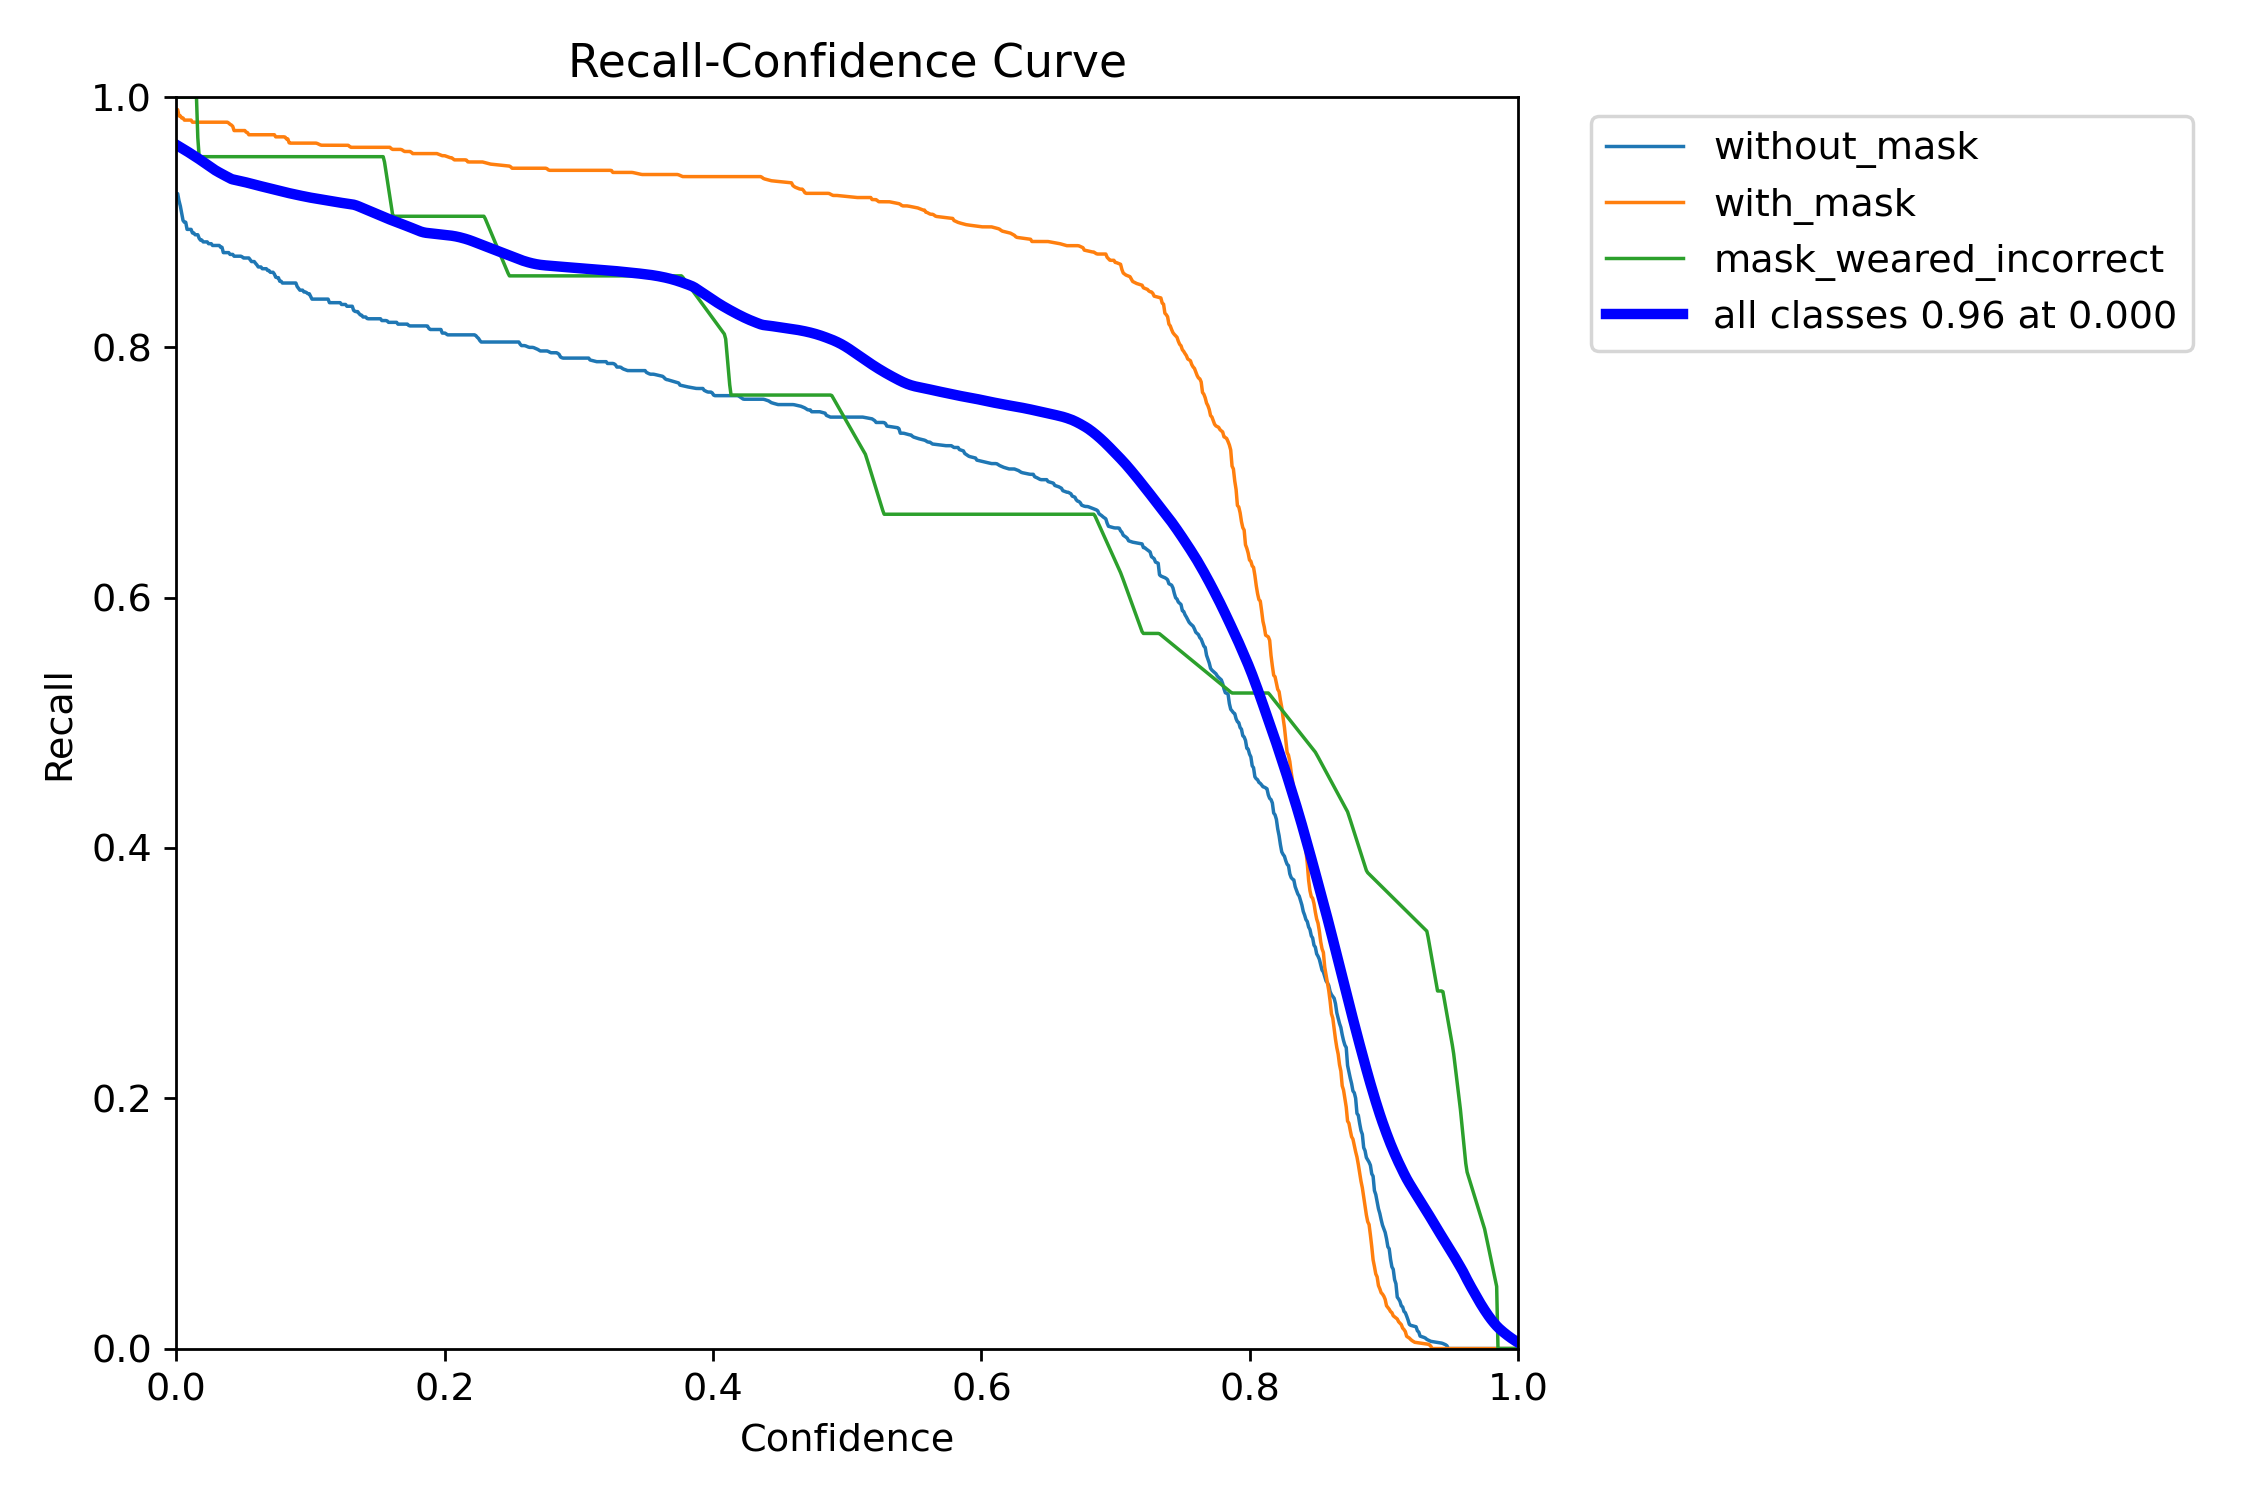 Recall-Confidence Curve
1.0
0.8
0.6
0.4
0.2
0.0
Recall
0.0 0.2 0.4 0.6 0.8 1.0
Confidence
without_mask
with_mask
mask_weared_incorrect
all classes 0.96 at 0.000